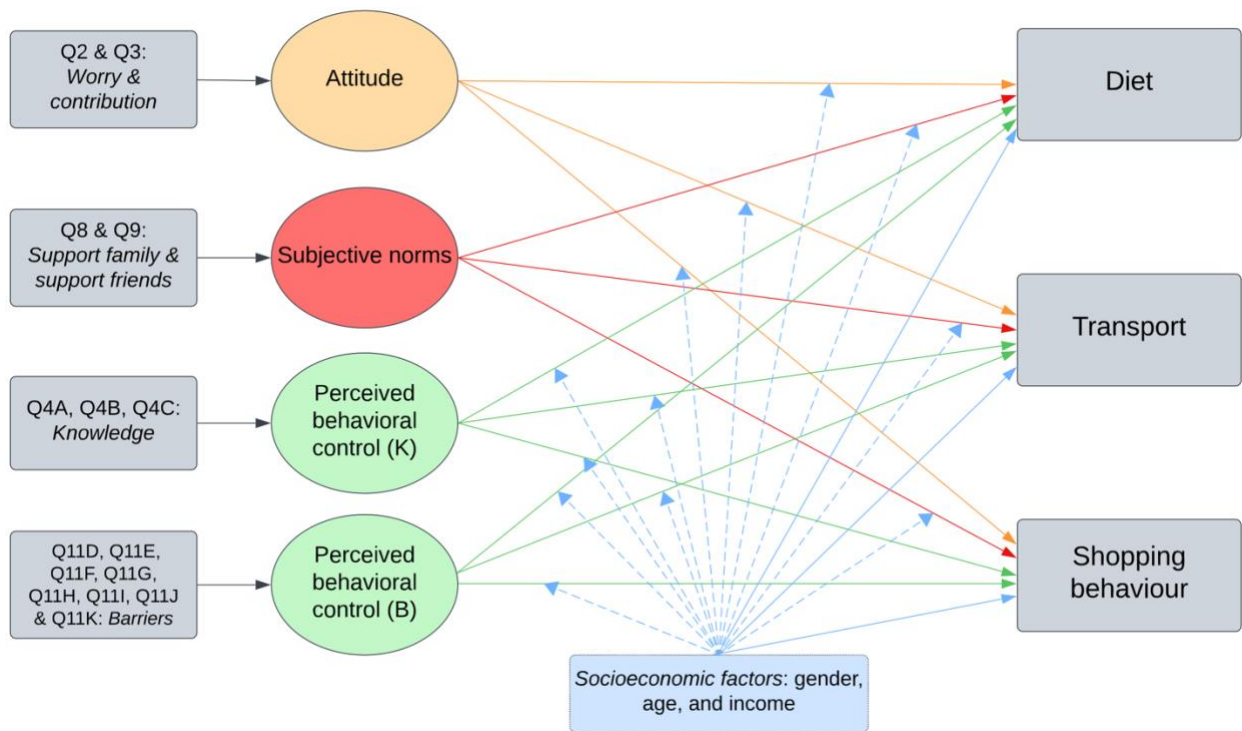 Q2 & Q3:
Worry &
contribution
Attitude
Diet
Q8 & Q9:
Support family &
support friends
Subjective norms
Transport
Q4A, Q4B, Q4C:
Knowledge
Perceived
behavioral
control (K)
Q11D, Q11E,
Q11F, Q11G,
Q11H, Q11I, Q11J
& Q11K: Barriers
Perceived
behavioral
control (B)
Shopping
behaviour
Socioeconomic factors: gender,
age, and income